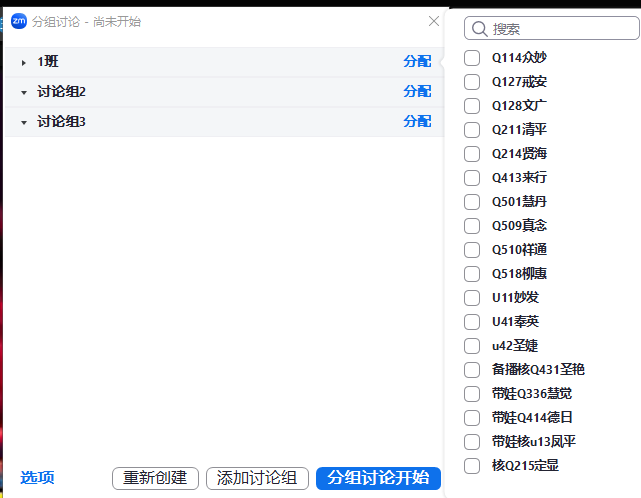 zm 分组讨论 - 尚未开始
1班 分配
讨论组2 分配
讨论组3 分配
选项 重新创建 添加讨论组 分组讨论开始
搜索
Q114众妙
Q127戒安
Q128文广
Q211清平
Q214贤海
Q413来行
Q501慧丹
Q509真念
Q510祥通
Q518柳惠
U11妙发
U41奉英
u42圣婕
备播核Q431圣艳
带娃Q336慧觉
带娃Q414德日
带娃核u13凤平
核Q215定显